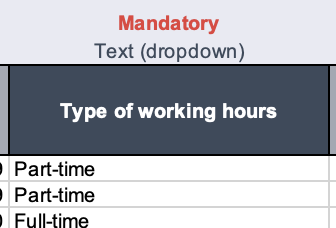 Mandatory
Text (dropdown)
Type of working hours
Part-time
Part-time
Full-time